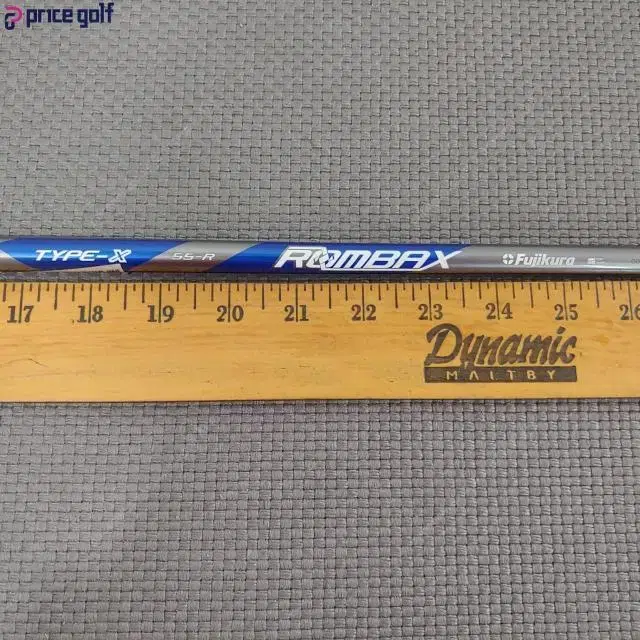 price golf
TYPE-X 55-R ROMBAX Fujikura
17 18 19 20 21 22 23 24 25 26
Dynamic
MALTBY